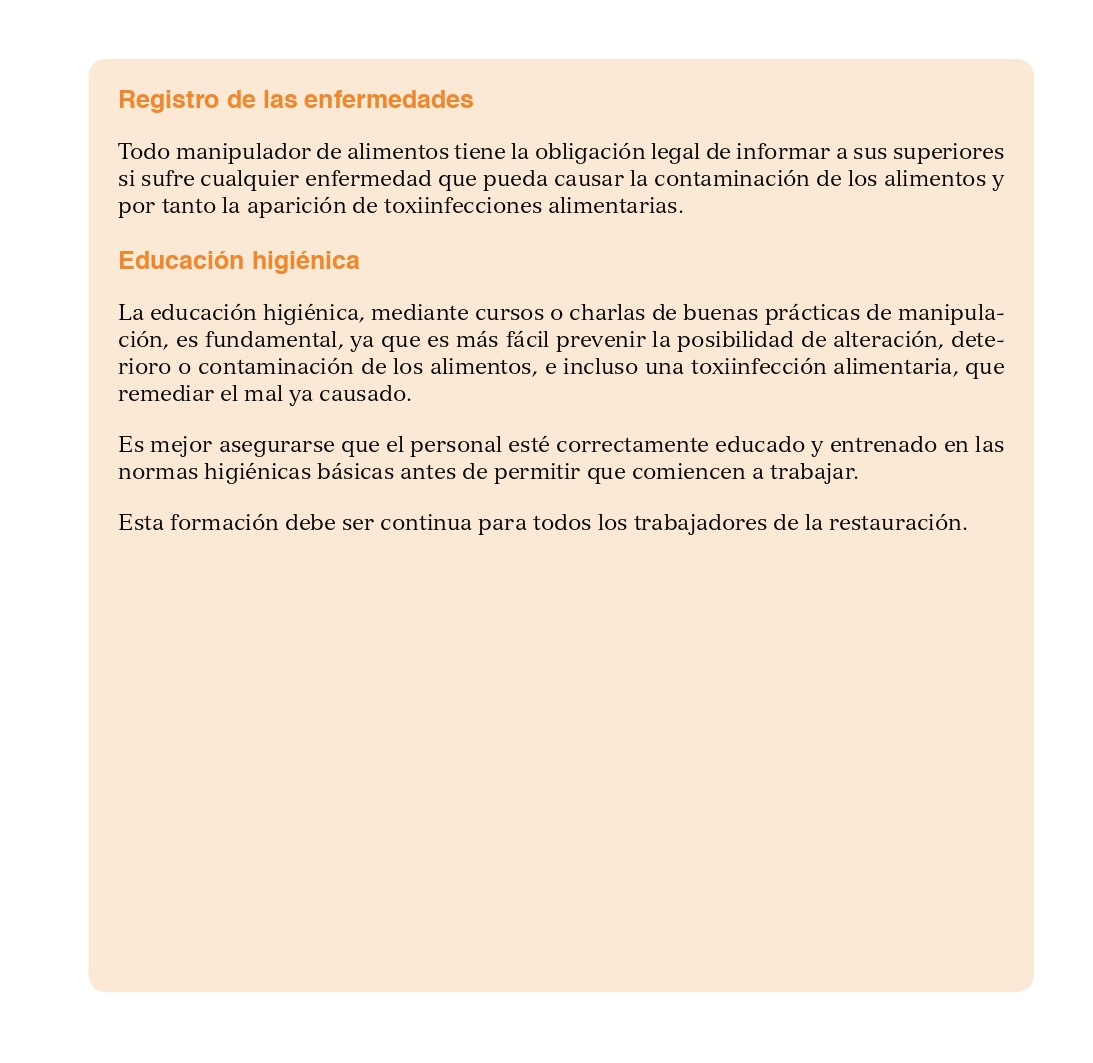 Registro de las enfermedades
Todo manipulador de alimentos tiene la obligación legal de informar a sus superiores
si sufre cualquier enfermedad que pueda causar la contaminación de los alimentos y
por tanto la aparición de toxiinfecciones alimentarias.
Educación higiénica
La educación higiénica, mediante cursos o charlas de buenas prácticas de manipula-
ción, es fundamental, ya que es más fácil prevenir la posibilidad de alteración, dete-
rioro o contaminación de los alimentos, e incluso una toxiinfección alimentaria, que
remediar el mal ya causado.
Es mejor asegurarse que el personal esté correctamente educado y entrenado en las
normas higiénicas básicas antes de permitir que comiencen a trabajar.
Esta formación debe ser continua para todos los trabajadores de la restauración.